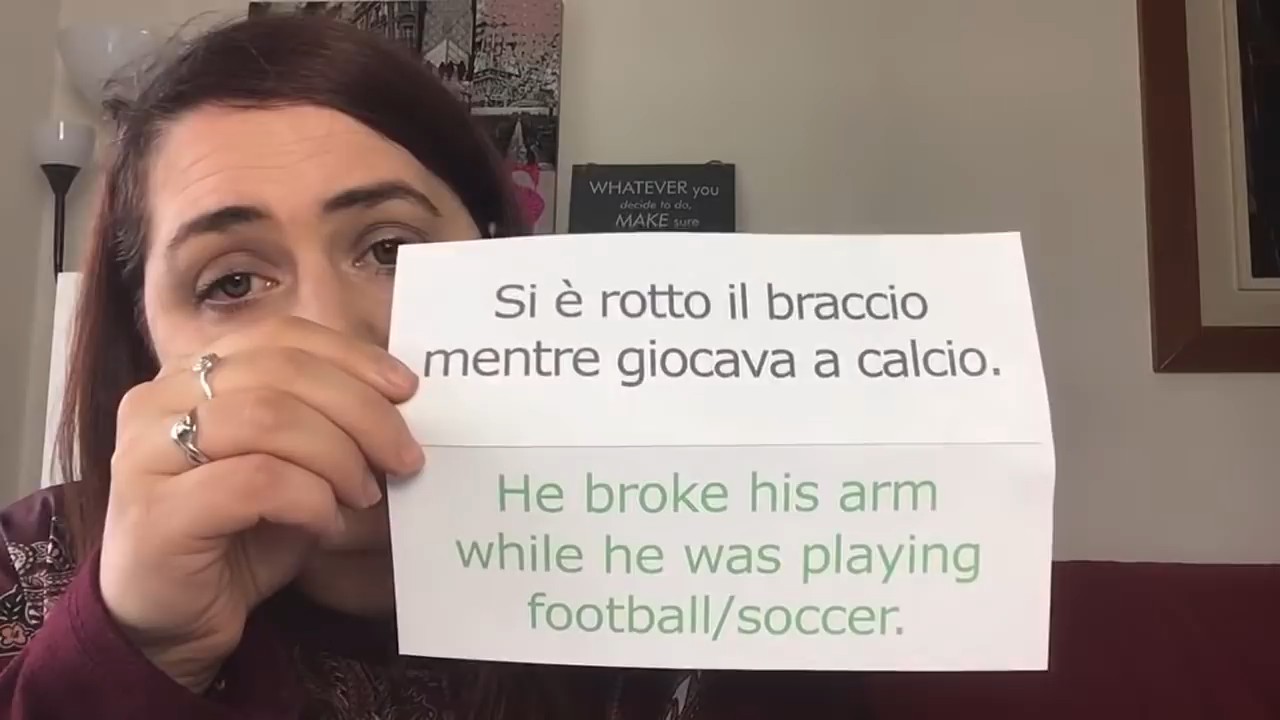 WHATEVER you
decide to do,
MAKE sure
Si è rotto il braccio
mentre giocava a calcio.
He broke his arm
while he was playing
football/soccer.